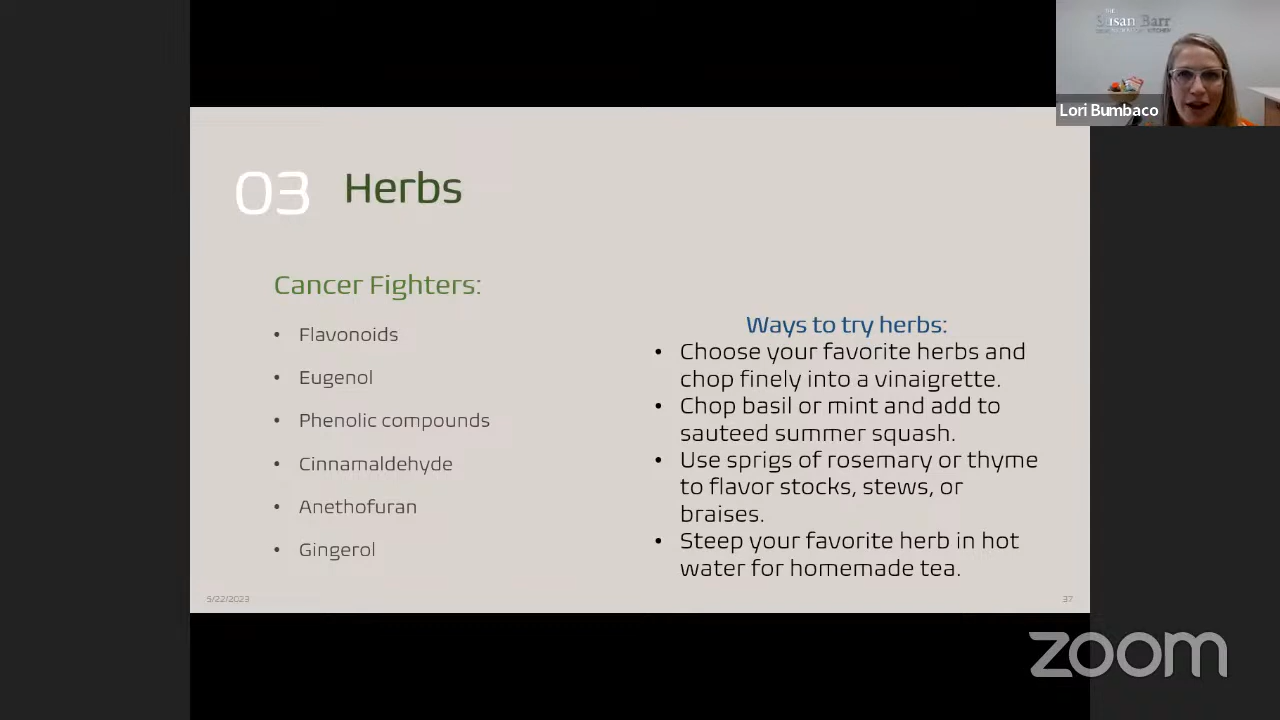 Susan Barr
Lori Bumbaco
03 Herbs
Cancer Fighters:
• Flavonoids
• Eugenol
• Phenolic compounds
• Cinnamaldehyde
• Anethofuran
• Gingerol
Ways to try herbs:
• Choose your favorite herbs and
chop finely into a vinaigrette.
• Chop basil or mint and add to
sauteed summer squash.
• Use sprigs of rosemary or thyme
to flavor stocks, stews, or
braises.
• Steep your favorite herb in hot
water for homemade tea.
5/22/2023
37
zoom